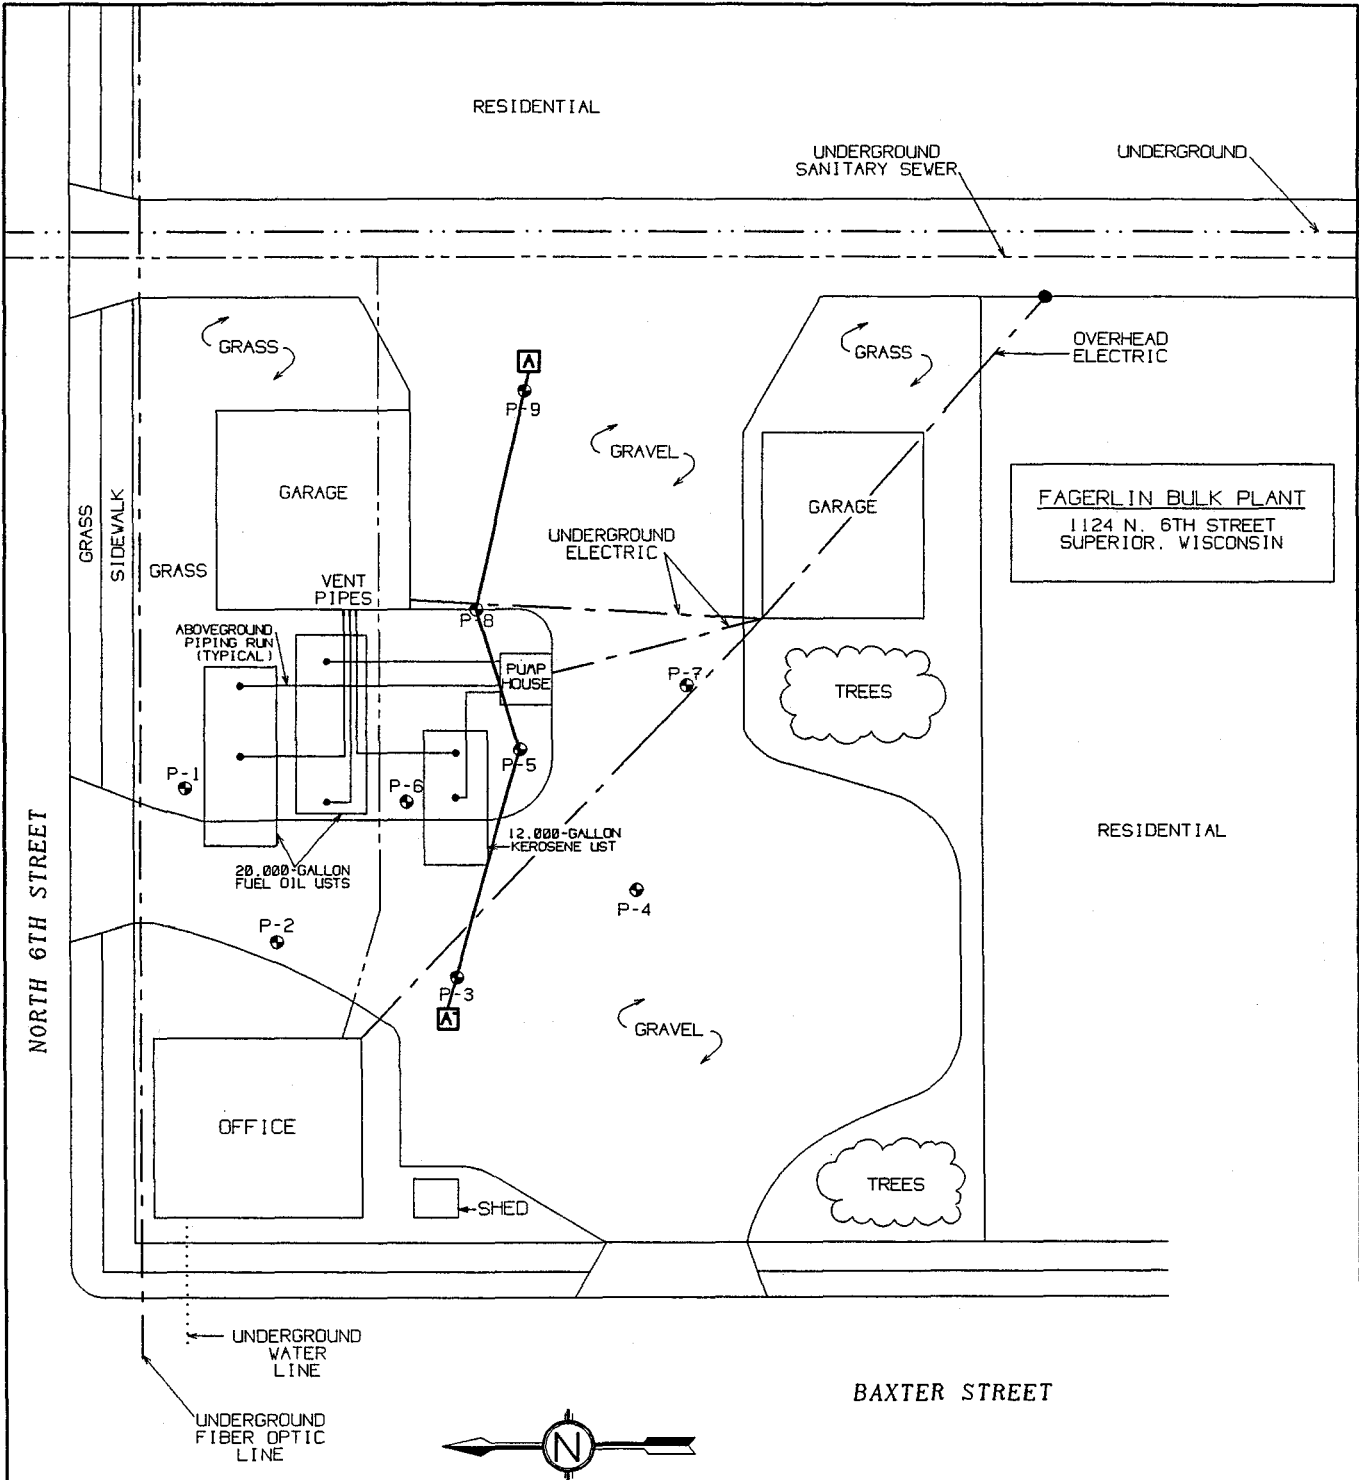 RESIDENTIAL
UNDERGROUND
SANITARY SEWER
UNDERGROUND
GRASS
A
P-9
GRASS
OVERHEAD
ELECTRIC
GRAVEL
GARAGE
GARAGE
FAGERLIN BULK PLANT
1124 N. 6TH STREET
SUPERIOR, WISCONSIN
GRASS
SIDEWALK
UNDERGROUND
ELECTRIC
GRASS
VENT
PIPES
P-8
ABOVEGROUND
PIPING RUN
(TYPICAL)
PUMP
HOUSE
P-7
TREES
P-5
P-1
P-6
12,000-GALLON
KEROSENE UST
RESIDENTIAL
20,000-GALLON
FUEL OIL USTS
P-4
P-2
NORTH 6TH STREET
P-3
A'
GRAVEL
OFFICE
TREES
SHED
UNDERGROUND
WATER
LINE
BAXTER STREET
UNDERGROUND
FIBER OPTIC
LINE
N